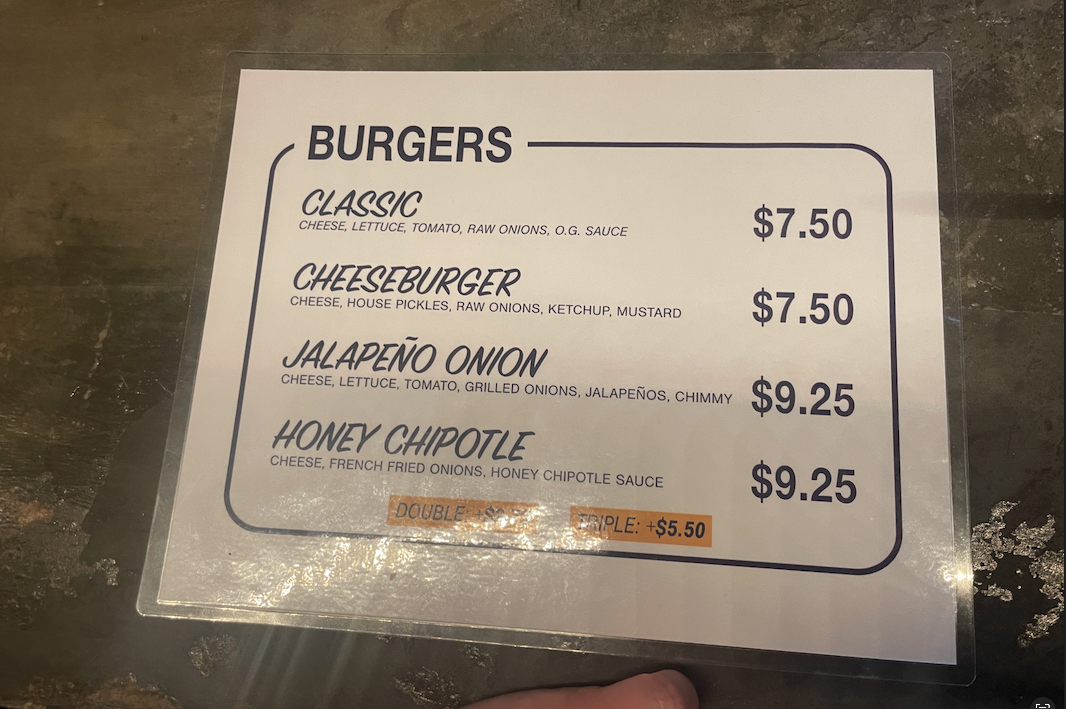 BURGERS
CLASSIC
CHEESE, LETTUCE, TOMATO, RAW ONIONS, O.G. SAUCE
$7.50
CHEESEBURGER
CHEESE, HOUSE PICKLES, RAW ONIONS, KETCHUP, MUSTARD
$7.50
JALAPEÑO ONION
CHEESE, LETTUCE, TOMATO, GRILLED ONIONS, JALAPEÑOS, CHIMMY
$9.25
HONEY CHIPOTLE
CHEESE, FRENCH FRIED ONIONS, HONEY CHIPOTLE SAUCE
$9.25
DOUBLE: TRIPLE: +$5.50